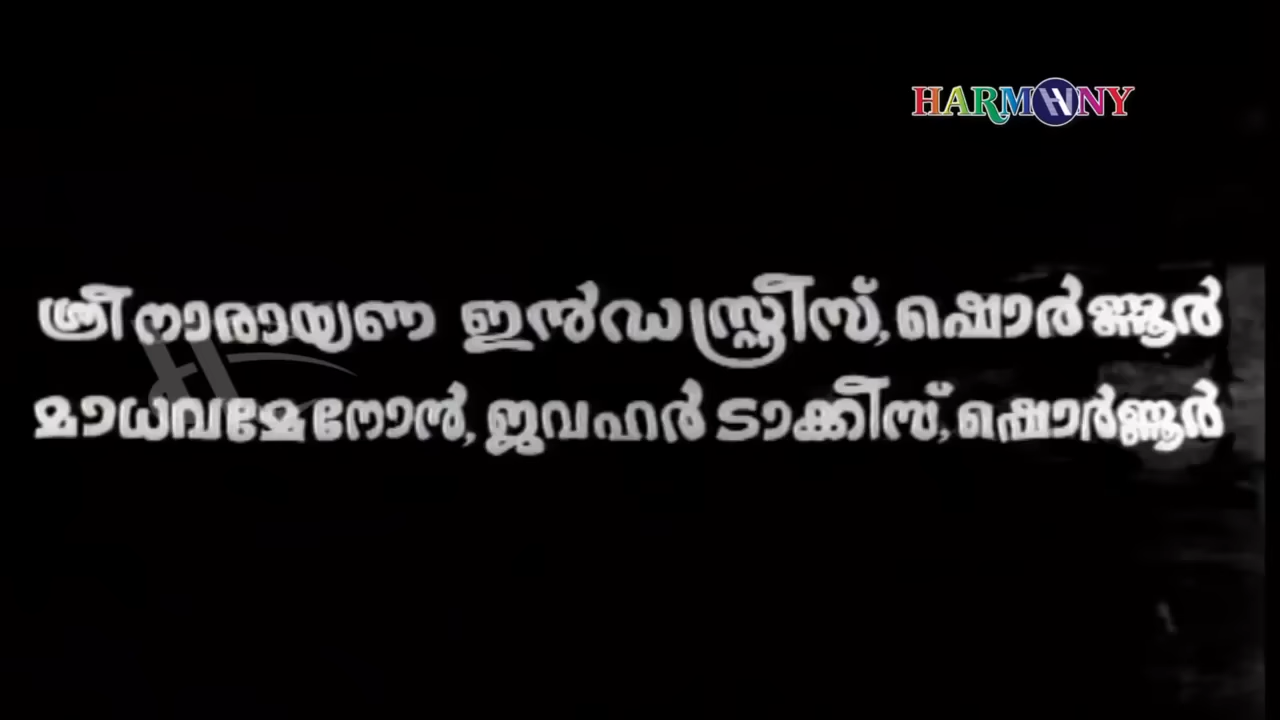 HARMONY
ശ്രീ നാരായണ ഇൻഡസ്ട്രീസ്, ഷൊർണ്ണൂർ
മാധവമേനോൻ, ജവഹർ ടാക്കീസ്, ഷൊർണ്ണൂർ